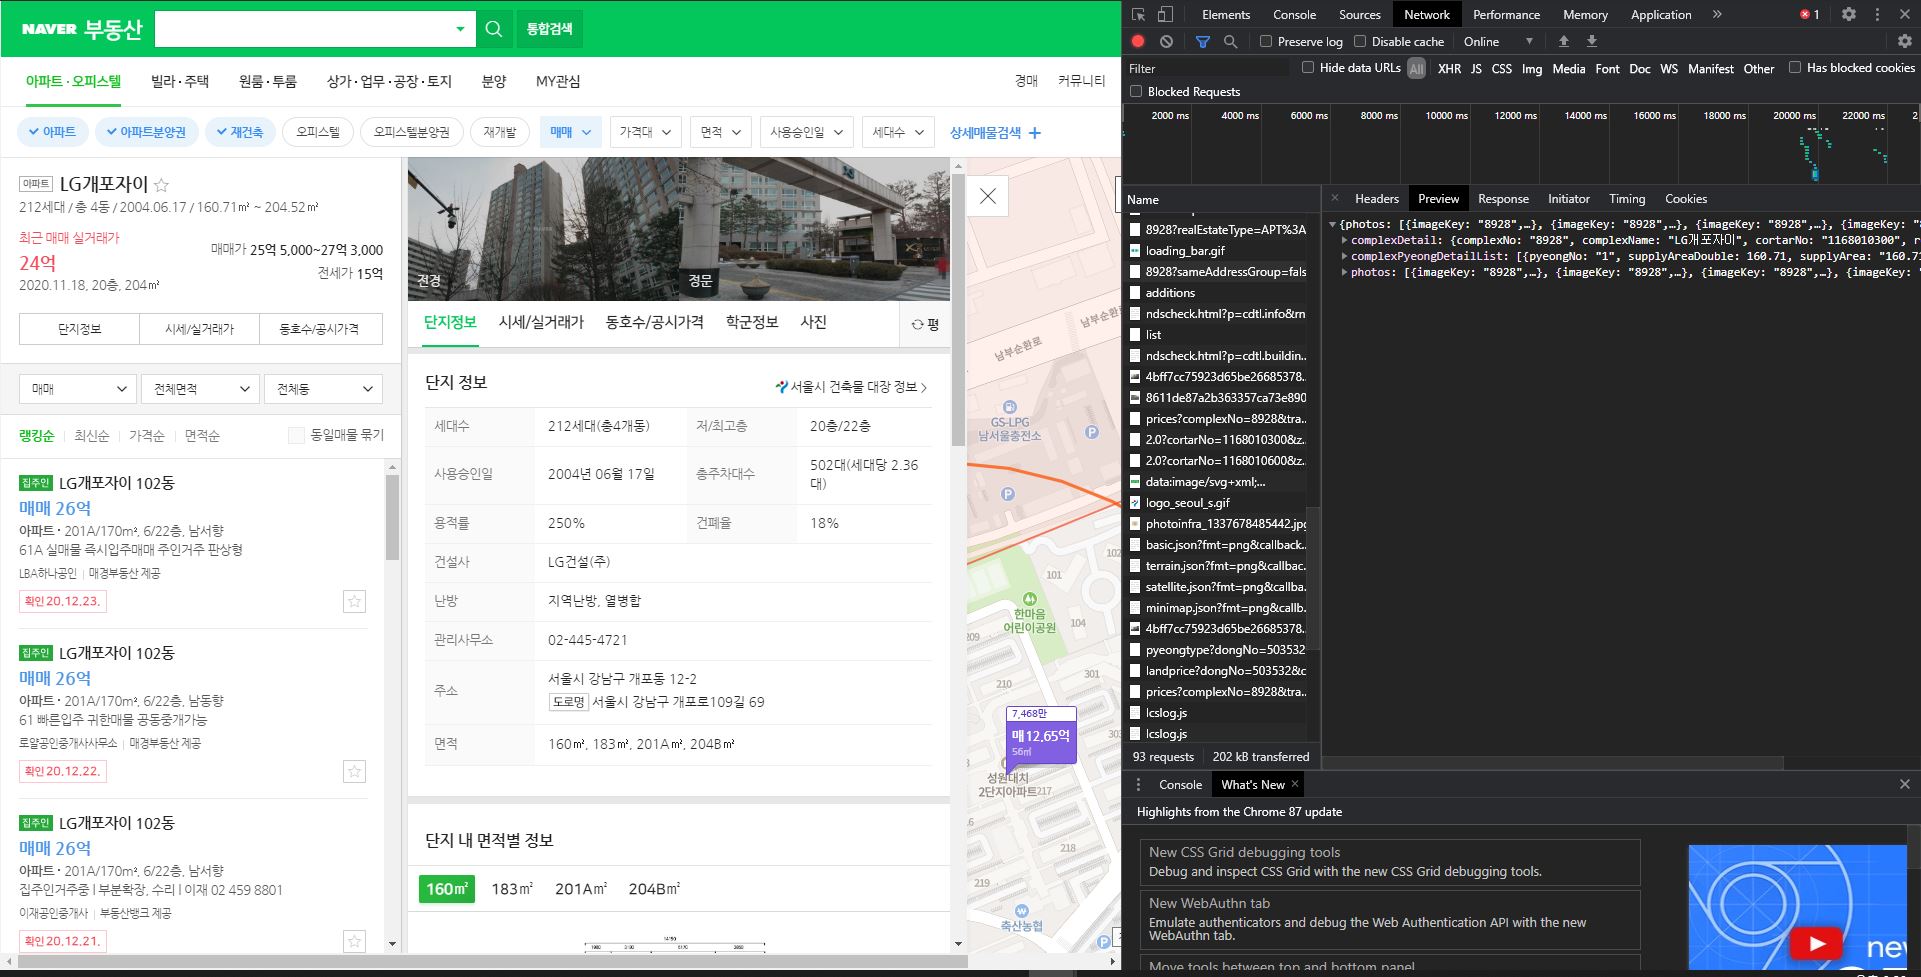 NAVER 부동산
통합검색
아파트 · 오피스텔 빌라 · 주택 원룸 · 투룸 상가 · 업무 · 공장 · 토지 분양 MY관심 경매 커뮤니티
아파트 아파트분양권 재건축 오피스텔 오피스텔분양권 재개발 매매 가격대 면적 사용승인일 세대수 상세매물검색
아파트 LG개포자이
212세대 / 총 4동 / 2004.06.17 / 160.71㎡ ~ 204.52㎡
최근 매매 실거래가
24억
2020.11.18, 20층, 204㎡
매매가 25억 5,000~27억 3,000
전세가 15억
단지정보 시세/실거래가 동호수/공시가격
매매 전체면적 전체동
랭킹순 최신순 가격순 면적순 동일매물 묶기
집주인 LG개포자이 102동
매매 26억
아파트 · 201A/170㎡, 6/22층, 남서향
61A 실매물 즉시입주매매 주인거주 판상형
LBA하나공인 매경부동산 제공
확인 20.12.23.
집주인 LG개포자이 102동
매매 26억
아파트 · 201A/170㎡, 6/22층, 남동향
61 빠른입주 귀한매물 공동중개가능
로얄공인중개사사무소 매경부동산 제공
확인 20.12.22.
집주인 LG개포자이 102동
매매 26억
아파트 · 201A/170㎡, 6/22층, 남서향
집주인거주중 l 부분확장, 수리 l 이재 02 459 8801
이재공인중개사 부동산뱅크 제공
확인 20.12.21.
전경 정문
단지정보 시세/실거래가 동호수/공시가격 학군정보 사진 평
단지 정보 서울시 건축물 대장 정보
세대수 212세대(총4개동) 저/최고층 20층/22층
사용승인일 2004년 06월 17일 총주차대수 502대(세대당 2.36
대)
용적률 250% 건폐율 18%
건설사 LG건설(주)
난방 지역난방, 열병합
관리사무소 02-445-4721
주소 서울시 강남구 개포동 12-2
도로명 서울시 강남구 개포로109길 69
면적 160㎡, 183㎡, 201A㎡, 204B㎡
단지 내 면적별 정보
160㎡ 183㎡ 201A㎡ 204B㎡
남부순환로
GS-LPG
남서울충전소
P
P
101
102
한마음
어린이공원
104
209
210
301
7,468만
매 12.65억
56㎡
성원대치
2단지아파트 217
218
219
축산농협
P
Elements Console Sources Network Performance Memory Application » 1
Preserve log Disable cache Online
Filter Hide data URLs All XHR JS CSS Img Media Font Doc WS Manifest Other Has blocked cookies
Blocked Requests
2000 ms 4000 ms 6000 ms 8000 ms 10000 ms 12000 ms 14000 ms 16000 ms 18000 ms 20000 ms 22000 ms 2
Name
8928?realEstateType=APT%3A
loading_bar.gif
8928?sameAddressGroup=fals
additions
ndscheck.html?p=cdtl.info&rn
list
ndscheck.html?p=cdtl.buildin..
4bff7cc75923d65be26685378..
8611de87a2b363357ca73e890
prices?complexNo=8928&tra..
2.0?cortarNo=1168010300&z..
2.0?cortarNo=1168010600&z..
data:image/svg+xml;...
logo_seoul_s.gif
photoinfra_1337678485442.jpg
basic.json?fmt=png&callback..
terrain.json?fmt=png&callbac..
satellite.json?fmt=png&callba..
minimap.json?fmt=png&callb..
4bff7cc75923d65be26685378..
pyeongtype?dongNo=503532
landprice?dongNo=503532&c
prices?complexNo=8928&tra..
lcslog.js
lcslog.js
93 requests 202 kB transferred
Headers Preview Response Initiator Timing Cookies
{photos: [{imageKey: "8928",…}, {imageKey: "8928",…}, {imageKey: "8928",…}, {imageKey: "8
complexDetail: {complexNo: "8928", complexName: "LG개포자이", cortarNo: "1168010300", r
complexPyeongDetailList: [{pyeongNo: "1", supplyAreaDouble: 160.71, supplyArea: "160.71
photos: [{imageKey: "8928",…}, {imageKey: "8928",…}, {imageKey: "8928",…}, {imageKey: "
Console What's New
Highlights from the Chrome 87 update
New CSS Grid debugging tools
Debug and inspect CSS Grid with the new CSS Grid debugging tools.
New WebAuthn tab
Emulate authenticators and debug the Web Authentication API with the new
WebAuthn tab.
Move tools between top and bottom panel
new